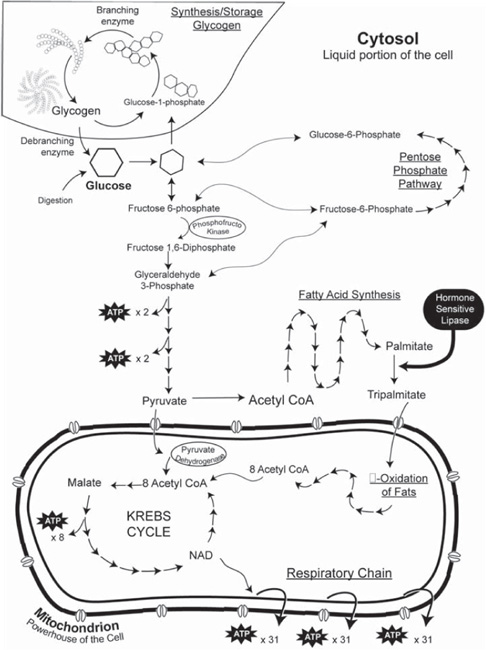 Branching
enzyme
Synthesis/Storage
Glycogen
Cytosol
Liquid portion of the cell
Glycogen
Glucose-1-phosphate
Debranching
enzyme
Glucose
Digestion
Glucose-6-Phosphate
Pentose
Phosphate
Pathway
Fructose 6-phosphate
Fructose-6-Phosphate
Phosphofructo
Kinase
Fructose 1,6-Diphosphate
Glyceraldehyde
3-Phosphate
ATP x 2
ATP x 2
Fatty Acid Synthesis
Hormone
Sensitive
Lipase
Palmitate
Tripalmitate
Pyruvate
Acetyl CoA
Pyruvate
Dehydrogenase
Malate
8 Acetyl CoA
8 Acetyl CoA
□-Oxidation
of Fats
ATP
x 8
KREBS
CYCLE
NAD
Respiratory Chain
Mitochondrion
Powerhouse of the Cell
ATP x 31
ATP x 31
ATP x 31